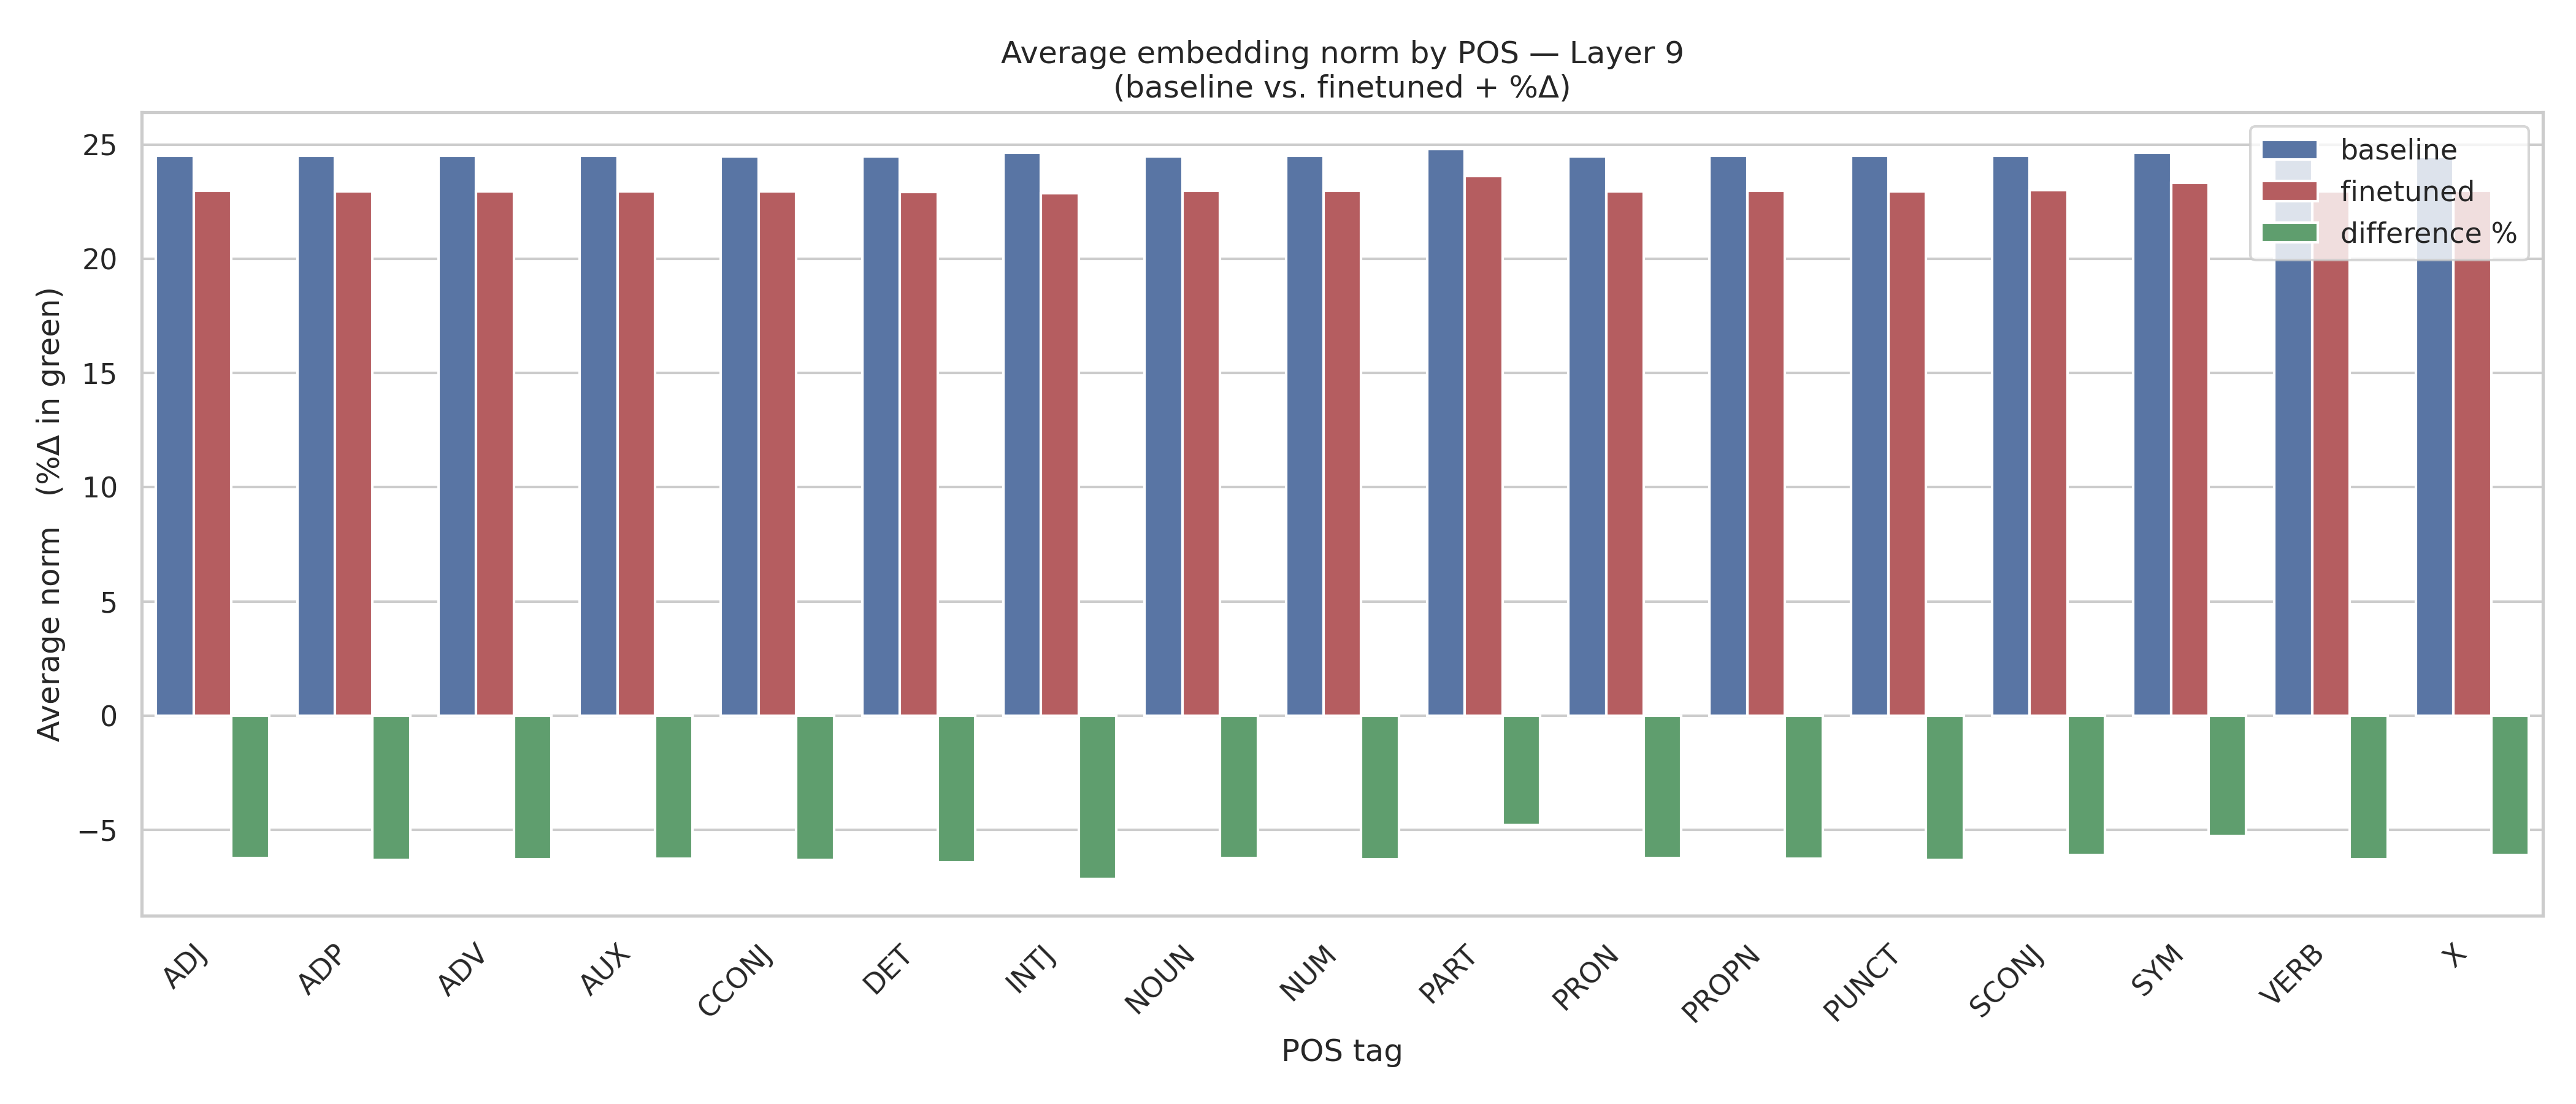 Average embedding norm by POS — Layer 9
(baseline vs. finetuned + %Δ)
Average norm (%Δ in green)
25
20
15
10
5
0
−5
baseline
finetuned
difference %
ADJ
ADP
ADV
AUX
CCONJ
DET
INTJ
NOUN
NUM
PART
PRON
PROPN
PUNCT
SCONJ
SYM
VERB
X
POS tag